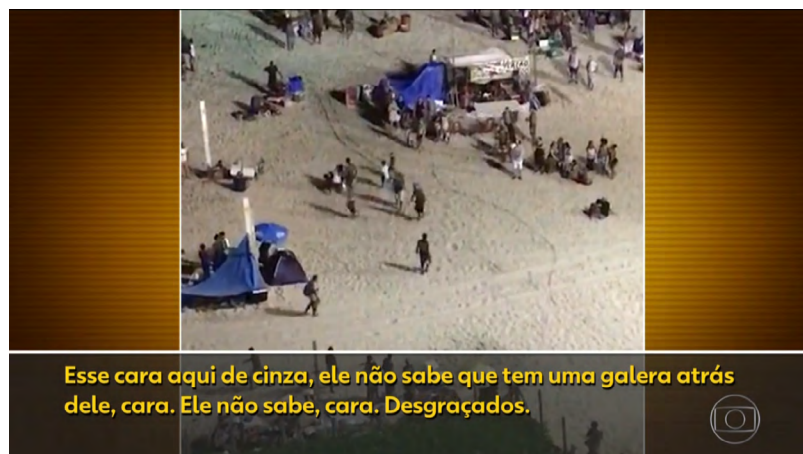 Esse cara aqui de cinza, ele não sabe que tem uma galera atrás
dele, cara. Ele não sabe, cara. Desgraçados.